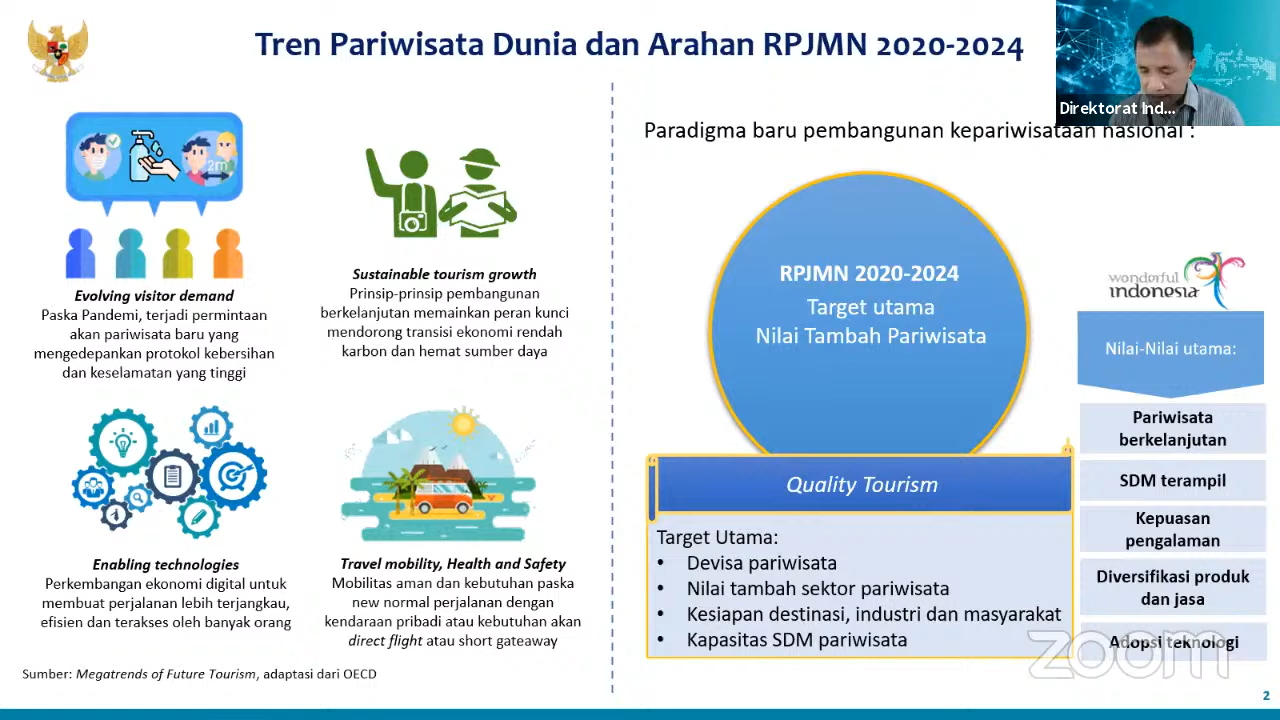 Tren Pariwisata Dunia dan Arahan RPJMN 2020-2024
Direktorat Ind...
2m
Evolving visitor demand
Paska Pandemi, terjadi permintaan
akan pariwisata baru yang
mengedepankan protokol kebersihan
dan keselamatan yang tinggi
Sustainable tourism growth
Prinsip-prinsip pembangunan
berkelanjutan memainkan peran kunci
mendorong transisi ekonomi rendah
karbon dan hemat sumber daya
Enabling technologies
Perkembangan ekonomi digital untuk
membuat perjalanan lebih terjangkau,
efisien dan terakses oleh banyak orang
Travel mobility, Health and Safety
Mobilitas aman dan kebutuhan paska
new normal perjalanan dengan
kendaraan pribadi atau kebutuhan akan
direct flight atau short gateaway
Sumber: Megatrends of Future Tourism, adaptasi dari OECD
Paradigma baru pembangunan kepariwisataan nasional :
RPJMN 2020-2024
Target utama
Nilai Tambah Pariwisata
Quality Tourism
Target Utama:
• Devisa pariwisata
• Nilai tambah sektor pariwisata
• Kesiapan destinasi, industri dan masyarakat
• Kapasitas SDM pariwisata
wonderful
indonesia
Nilai-Nilai utama:
Pariwisata
berkelanjutan
SDM terampil
Kepuasan
pengalaman
Diversifikasi produk
dan jasa
Adopsi teknologi
zoom
2